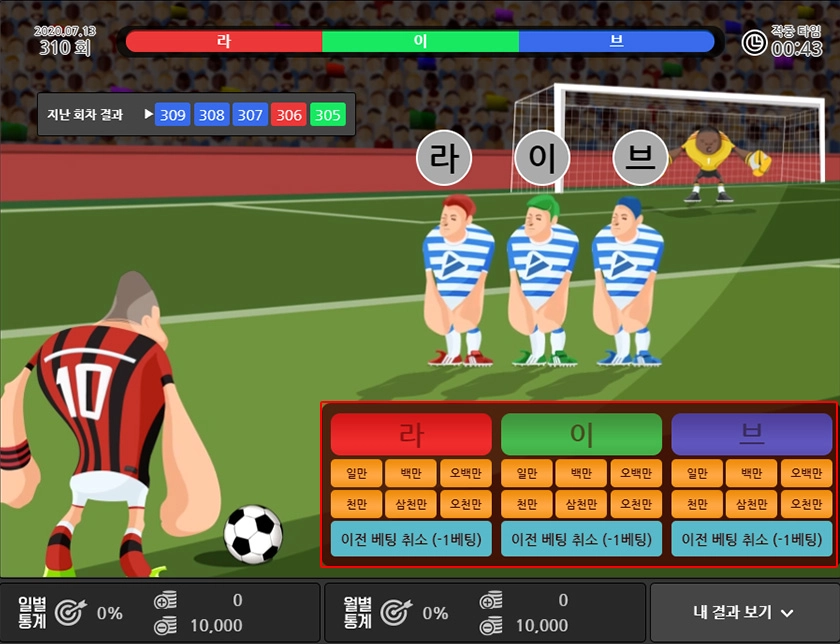 2020.07.13
310 회
라 이 브
적중 타임
00:43
지난 회차 결과 ▶ 309 308 307 306 305
라 이 브
10
라 이 브
일만 백만 오백만 일만 백만 오백만 일만 백만 오백만
천만 삼천만 오천만 천만 삼천만 오천만 천만 삼천만 오천만
이전 베팅 취소 (-1베팅) 이전 베팅 취소 (-1베팅) 이전 베팅 취소 (-1베팅)
일별
통계
0%
0
10,000
월별
통계
0%
0
10,000
내 결과 보기